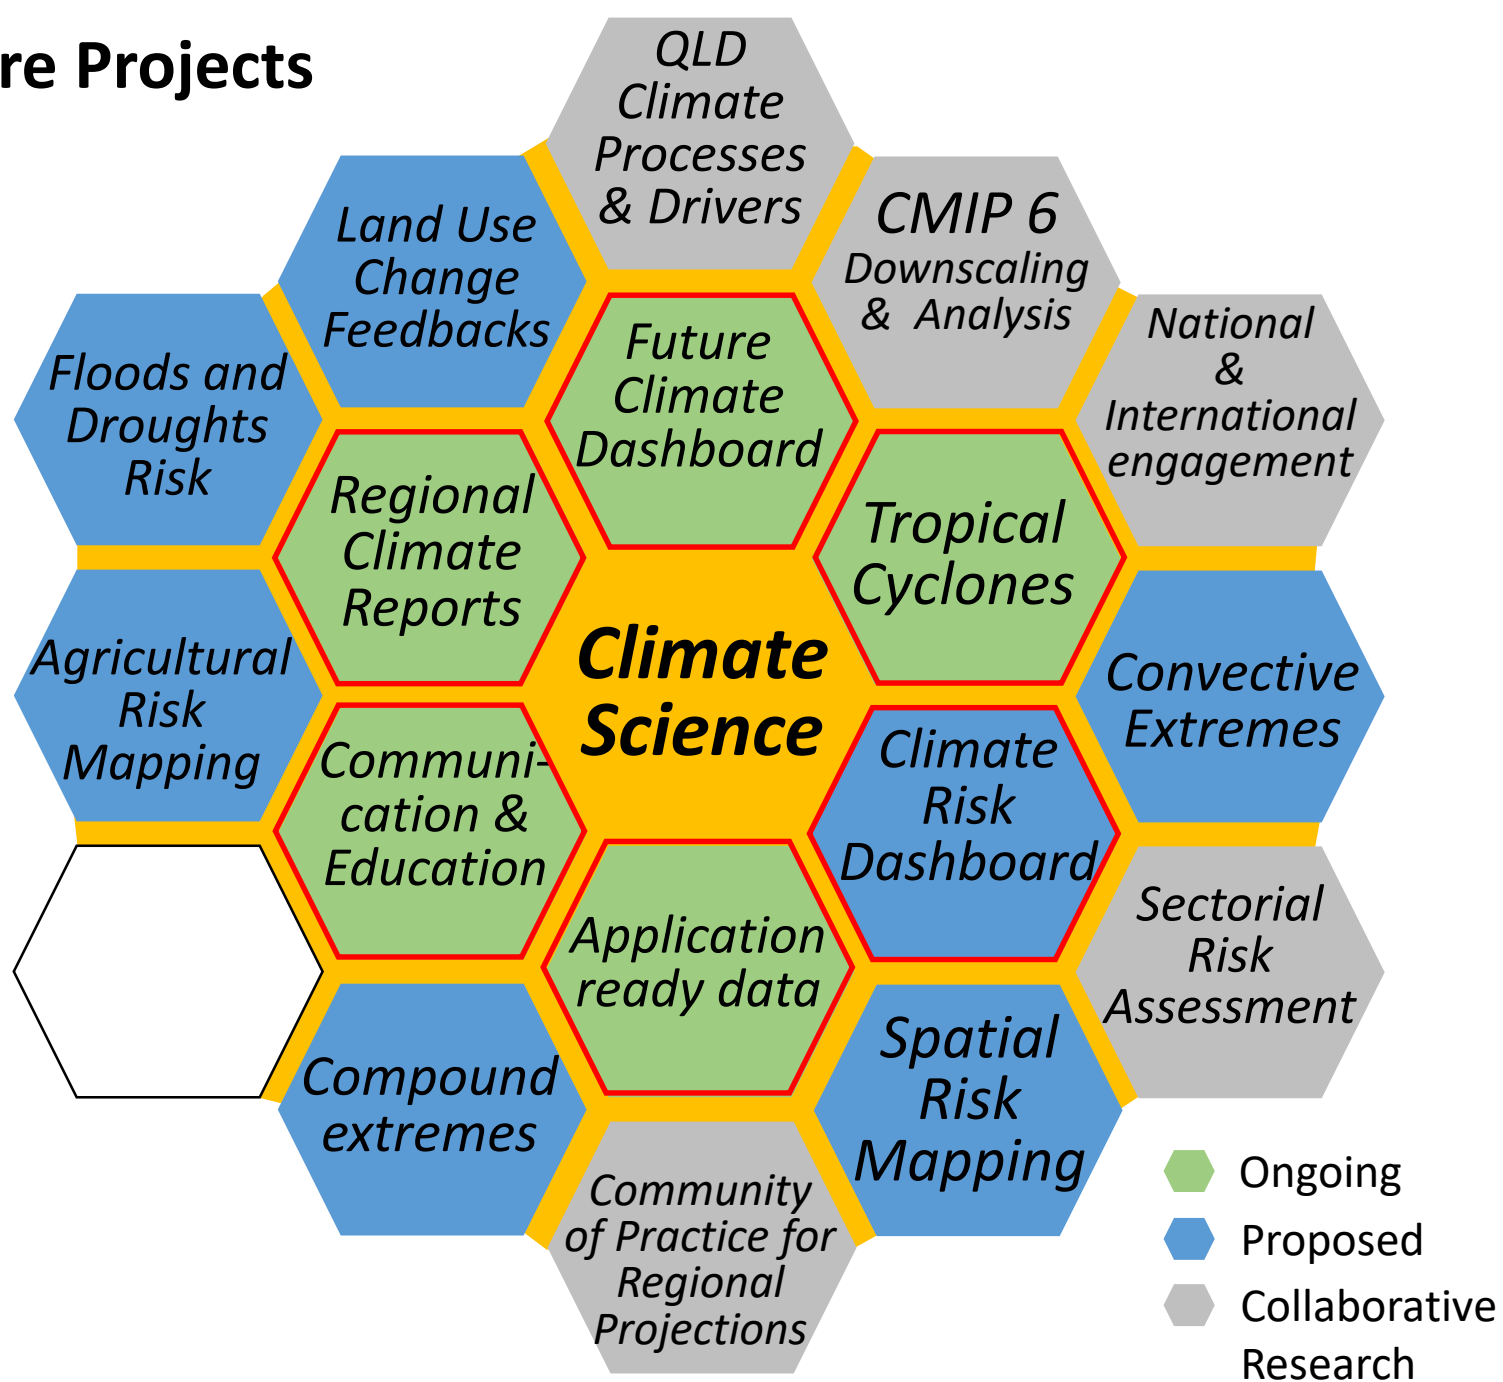 re Projects
QLD
Climate
Processes
& Drivers
Land Use
Change
Feedbacks
CMIP 6
Downscaling
& Analysis
Floods and
Droughts
Risk
Future
Climate
Dashboard
National
&
International
engagement
Regional
Climate
Reports
Tropical
Cyclones
Climate
Science
Agricultural
Risk
Mapping
Convective
Extremes
Communi-
cation &
Education
Climate
Risk
Dashboard
Application
ready data
Sectorial
Risk
Assessment
Compound
extremes
Spatial
Risk
Mapping
Community
of Practice for
Regional
Projections
Ongoing
Proposed
Collaborative
Research